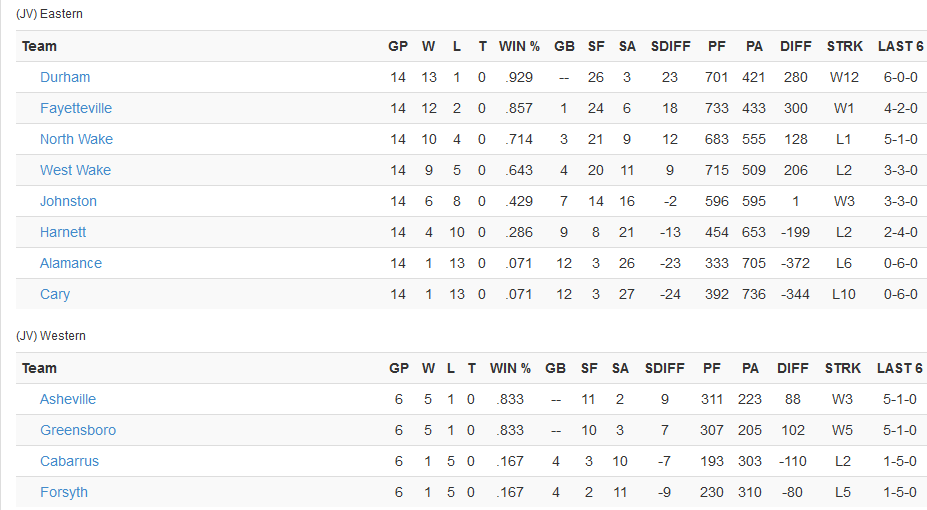 (JV) Eastern
Team GP W L T WIN % GB SF SA SDIFF PF PA DIFF STRK LAST 6
Durham 14 13 1 0 .929 -- 26 3 23 701 421 280 W12 6-0-0
Fayetteville 14 12 2 0 .857 1 24 6 18 733 433 300 W1 4-2-0
North Wake 14 10 4 0 .714 3 21 9 12 683 555 128 L1 5-1-0
West Wake 14 9 5 0 .643 4 20 11 9 715 509 206 L2 3-3-0
Johnston 14 6 8 0 .429 7 14 16 -2 596 595 1 W3 3-3-0
Harnett 14 4 10 0 .286 9 8 21 -13 454 653 -199 L2 2-4-0
Alamance 14 1 13 0 .071 12 3 26 -23 333 705 -372 L6 0-6-0
Cary 14 1 13 0 .071 12 3 27 -24 392 736 -344 L10 0-6-0
(JV) Western
Team GP W L T WIN % GB SF SA SDIFF PF PA DIFF STRK LAST 6
Asheville 6 5 1 0 .833 -- 11 2 9 311 223 88 W3 5-1-0
Greensboro 6 5 1 0 .833 -- 10 3 7 307 205 102 W5 5-1-0
Cabarrus 6 1 5 0 .167 4 3 10 -7 193 303 -110 L2 1-5-0
Forsyth 6 1 5 0 .167 4 2 11 -9 230 310 -80 L5 1-5-0